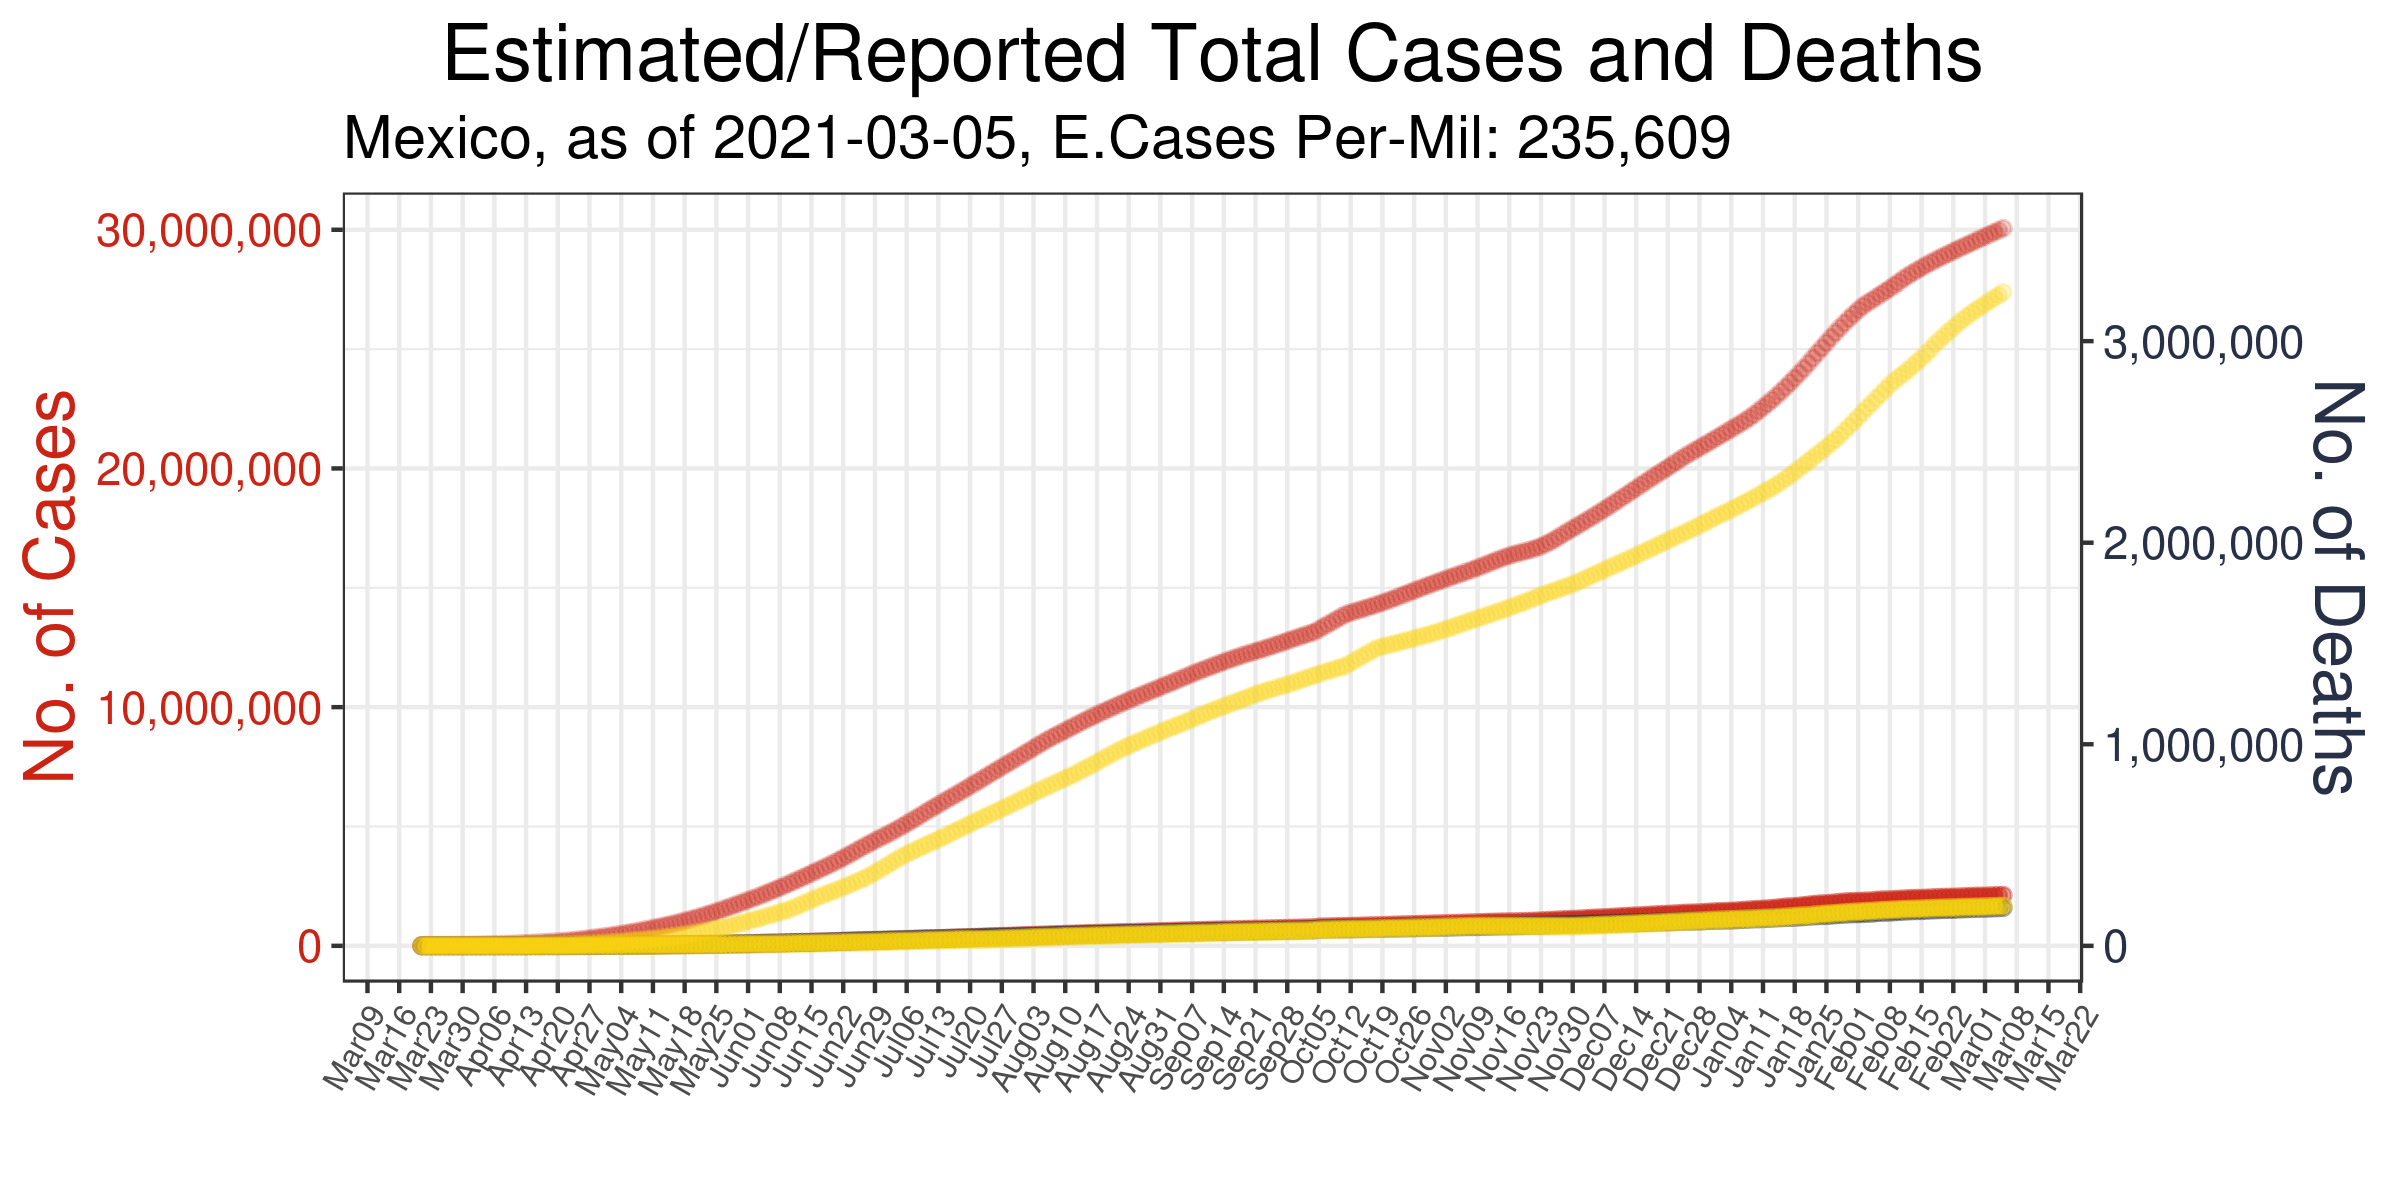 Estimated/Reported Total Cases and Deaths
Mexico, as of 2021-03-05, E.Cases Per-Mil: 235,609
No. of Cases
30,000,000
20,000,000
10,000,000
0
3,000,000
2,000,000
1,000,000
0
No. of Deaths
Mar09
Mar16
Mar23
Mar30
Apr06
Apr13
Apr20
Apr27
May04
May11
May18
May25
Jun01
Jun08
Jun15
Jun22
Jun29
Jul06
Jul13
Jul20
Jul27
Aug03
Aug10
Aug17
Aug24
Aug31
Sep07
Sep14
Sep21
Sep28
Oct05
Oct12
Oct19
Oct26
Nov02
Nov09
Nov16
Nov23
Nov30
Dec07
Dec14
Dec21
Dec28
Jan04
Jan11
Jan18
Jan25
Feb01
Feb08
Feb15
Feb22
Mar01
Mar08
Mar15
Mar22